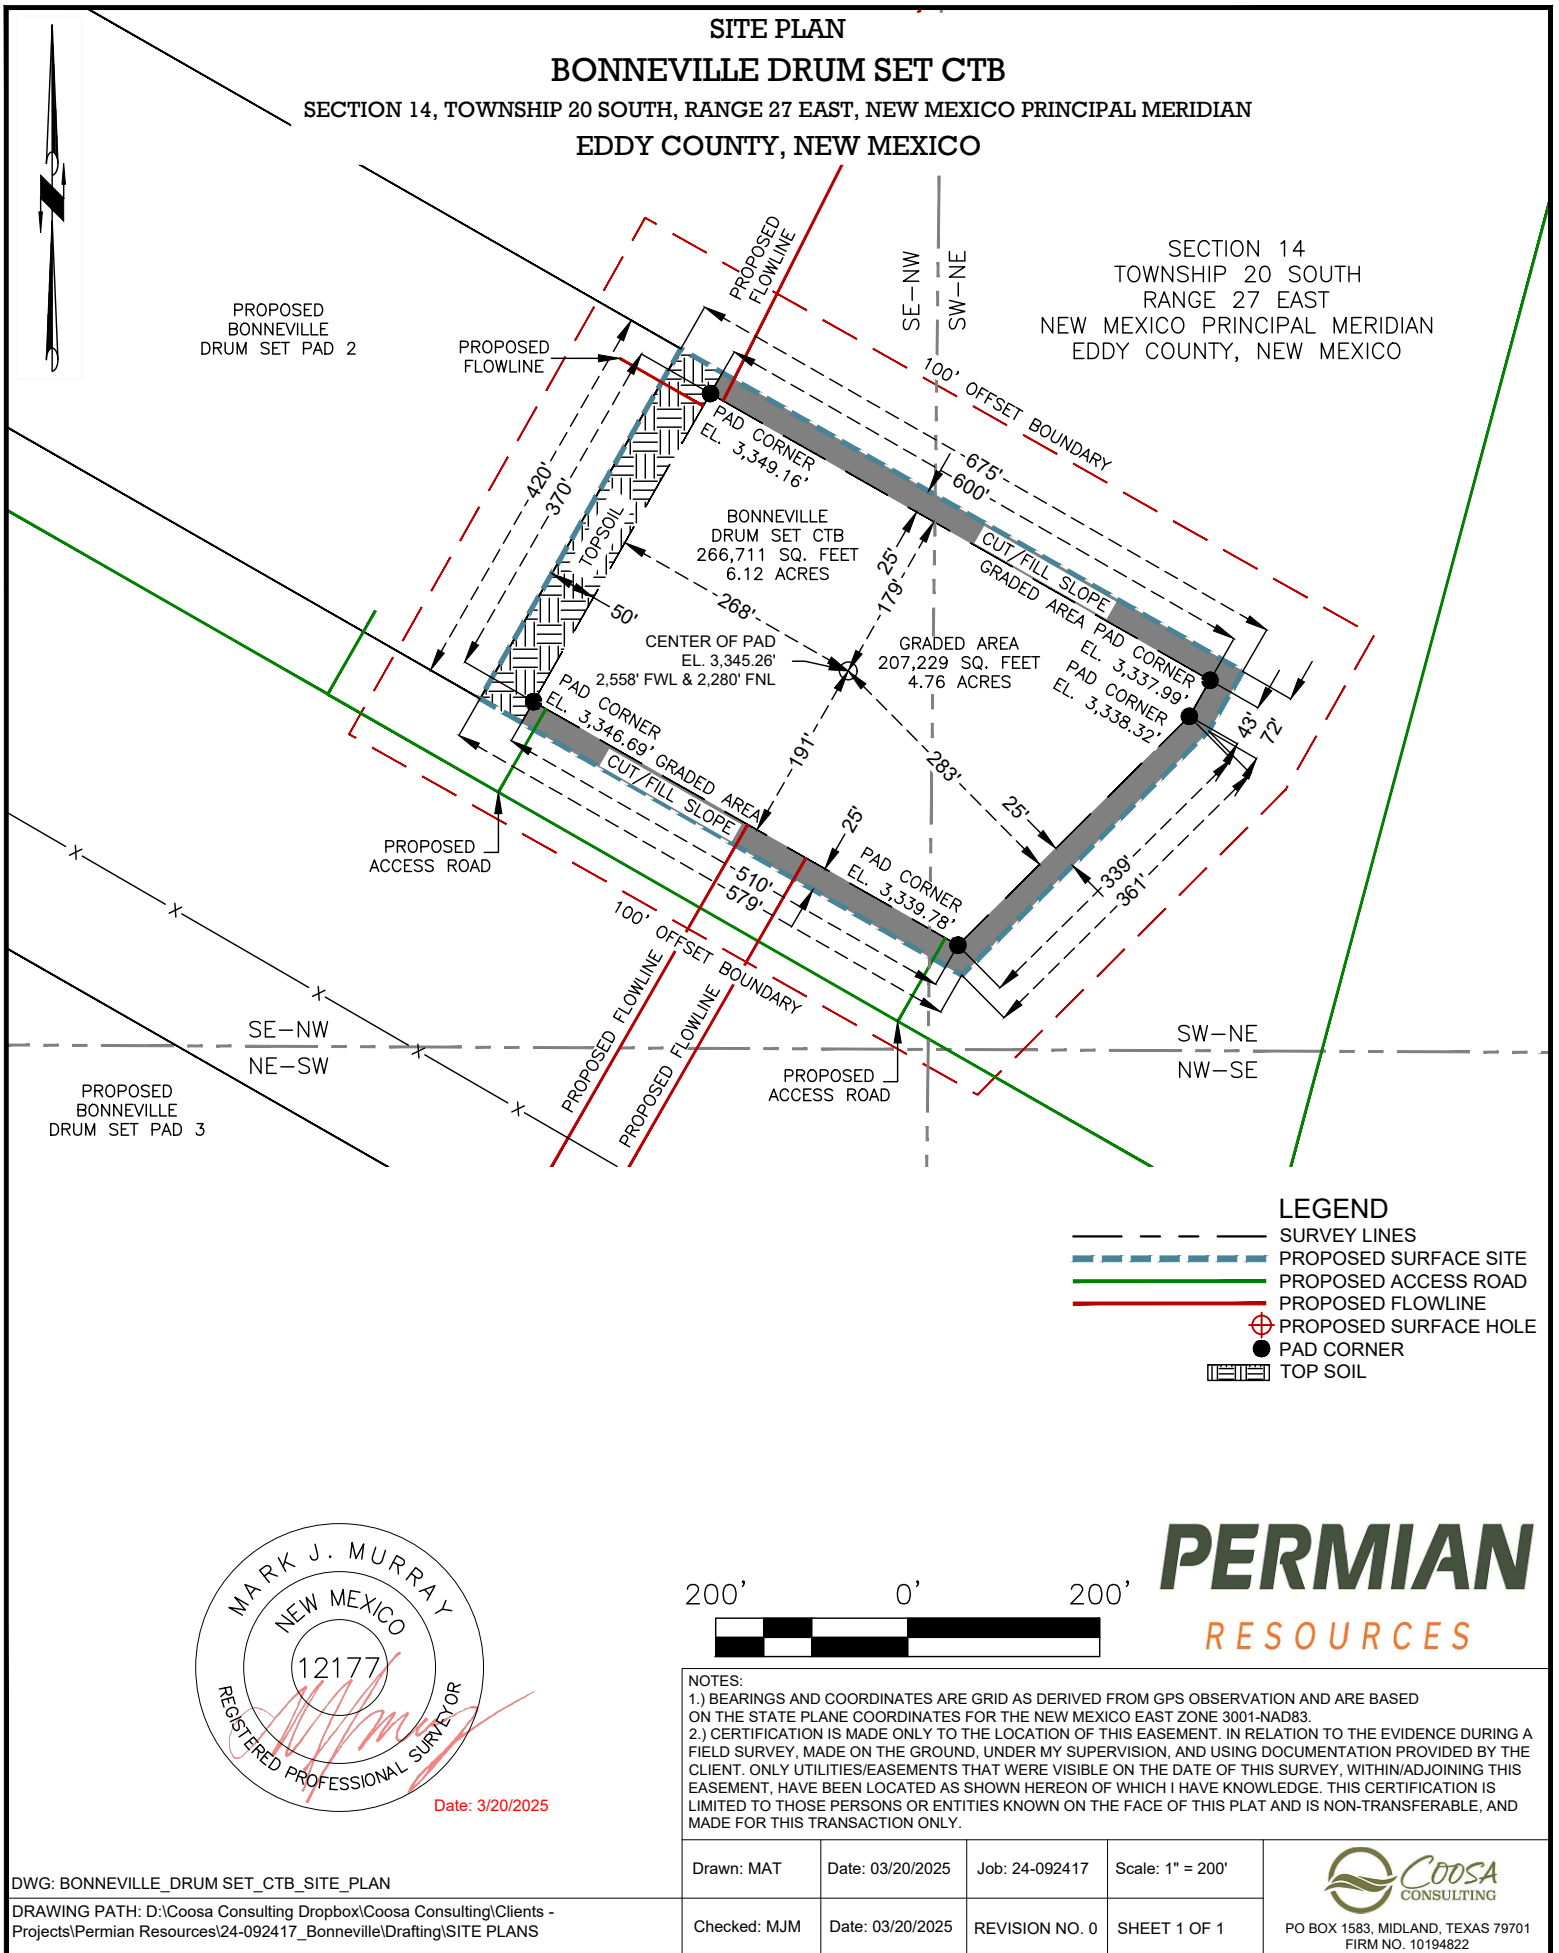 SITE PLAN
BONNEVILLE DRUM SET CTB
SECTION 14, TOWNSHIP 20 SOUTH, RANGE 27 EAST, NEW MEXICO PRINCIPAL MERIDIAN
EDDY COUNTY, NEW MEXICO
PROPOSED
FLOWLINE
SE-NW
SW-NE
SECTION 14
TOWNSHIP 20 SOUTH
RANGE 27 EAST
NEW MEXICO PRINCIPAL MERIDIAN
EDDY COUNTY, NEW MEXICO
PROPOSED
BONNEVILLE
DRUM SET PAD 2
PROPOSED
FLOWLINE
100' OFFSET BOUNDARY
675'
600'
420'
370'
PAD CORNER
EL. 3,349.16'
TOPSOIL
BONNEVILLE
DRUM SET CTB
266,711 SQ. FEET
6.12 ACRES
25'
179'
CUT/FILL SLOPE
GRADED AREA
PAD CORNER
EL. 3,337.99'
PAD CORNER
EL. 3,338.32'
268'
50'
CENTER OF PAD
EL. 3,345.26'
2,558' FWL & 2,280' FNL
GRADED AREA
207,229 SQ. FEET
4.76 ACRES
43'
72'
PAD CORNER
EL. 3,346.69'
GRADED AREA
CUT/FILL SLOPE
191'
283'
25'
25'
PROPOSED
ACCESS ROAD
510'
579'
PAD CORNER
EL. 3,339.78'
339'
361'
100' OFFSET BOUNDARY
PROPOSED FLOWLINE
PROPOSED FLOWLINE
X
X
X
X
X
SE-NW
NE-SW
SW-NE
NW-SE
PROPOSED
BONNEVILLE
DRUM SET PAD 3
PROPOSED
ACCESS ROAD
LEGEND
SURVEY LINES
PROPOSED SURFACE SITE
PROPOSED ACCESS ROAD
PROPOSED FLOWLINE
PROPOSED SURFACE HOLE
PAD CORNER
TOP SOIL
MARK J. MURRAY
NEW MEXICO
12177
REGISTERED PROFESSIONAL SURVEYOR
Date: 3/20/2025
200' 0' 200'
PERMIAN
RESOURCES
NOTES:
1.) BEARINGS AND COORDINATES ARE GRID AS DERIVED FROM GPS OBSERVATION AND ARE BASED
ON THE STATE PLANE COORDINATES FOR THE NEW MEXICO EAST ZONE 3001-NAD83.
2.) CERTIFICATION IS MADE ONLY TO THE LOCATION OF THIS EASEMENT. IN RELATION TO THE EVIDENCE DURING A
FIELD SURVEY, MADE ON THE GROUND, UNDER MY SUPERVISION, AND USING DOCUMENTATION PROVIDED BY THE
CLIENT. ONLY UTILITIES/EASEMENTS THAT WERE VISIBLE ON THE DATE OF THIS SURVEY, WITHIN/ADJOINING THIS
EASEMENT, HAVE BEEN LOCATED AS SHOWN HEREON OF WHICH I HAVE KNOWLEDGE. THIS CERTIFICATION IS
LIMITED TO THOSE PERSONS OR ENTITIES KNOWN ON THE FACE OF THIS PLAT AND IS NON-TRANSFERABLE, AND
MADE FOR THIS TRANSACTION ONLY.
DWG: BONNEVILLE_DRUM SET_CTB_SITE_PLAN
DRAWING PATH: D:\Coosa Consulting Dropbox\Coosa Consulting\Clients -
Projects\Permian Resources\24-092417_Bonneville\Drafting\SITE PLANS
Drawn: MAT Date: 03/20/2025 Job: 24-092417 Scale: 1" = 200'
Checked: MJM Date: 03/20/2025 REVISION NO. 0 SHEET 1 OF 1
COOSA
CONSULTING
PO BOX 1583, MIDLAND, TEXAS 79701
FIRM NO. 10194822